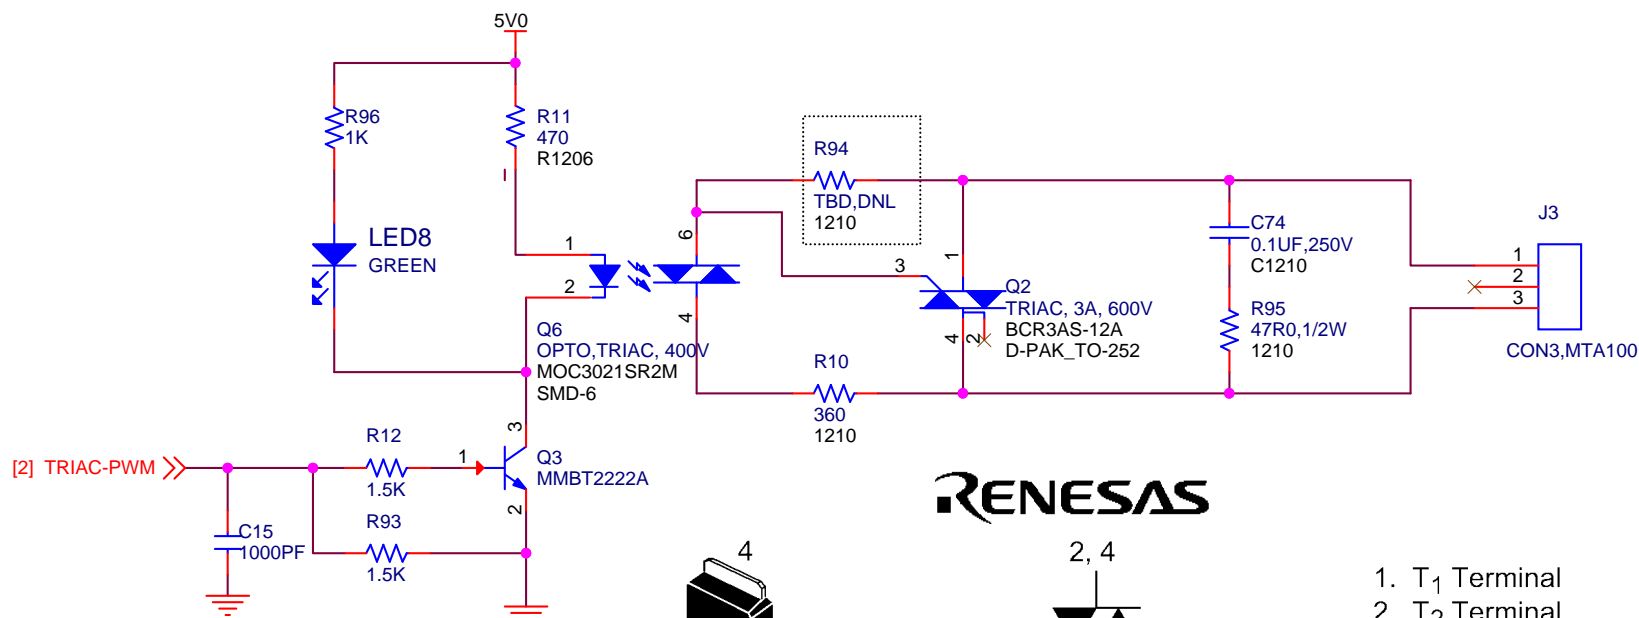 5V0
R96
1K
R11
470
R1206
LED8
GREEN
1
2
Q6
OPTO,TRIAC, 400V
MOC3021SR2M
SMD-6
6
4
R94
TBD,DNL
1210
3
1
Q2
TRIAC, 3A, 600V
BCR3AS-12A
D-PAK_TO-252
4
2
R10
360
1210
C74
0.1UF,250V
C1210
R95
47R0,1/2W
1210
J3
1
2
3
CON3,MTA100
[2] TRIAC-PWM
R12
1.5K
R93
1.5K
C15
1000PF
1
3
2
Q3
MMBT2222A
RENESAS
4
2, 4
1. T1 Terminal
2. T2 Terminal